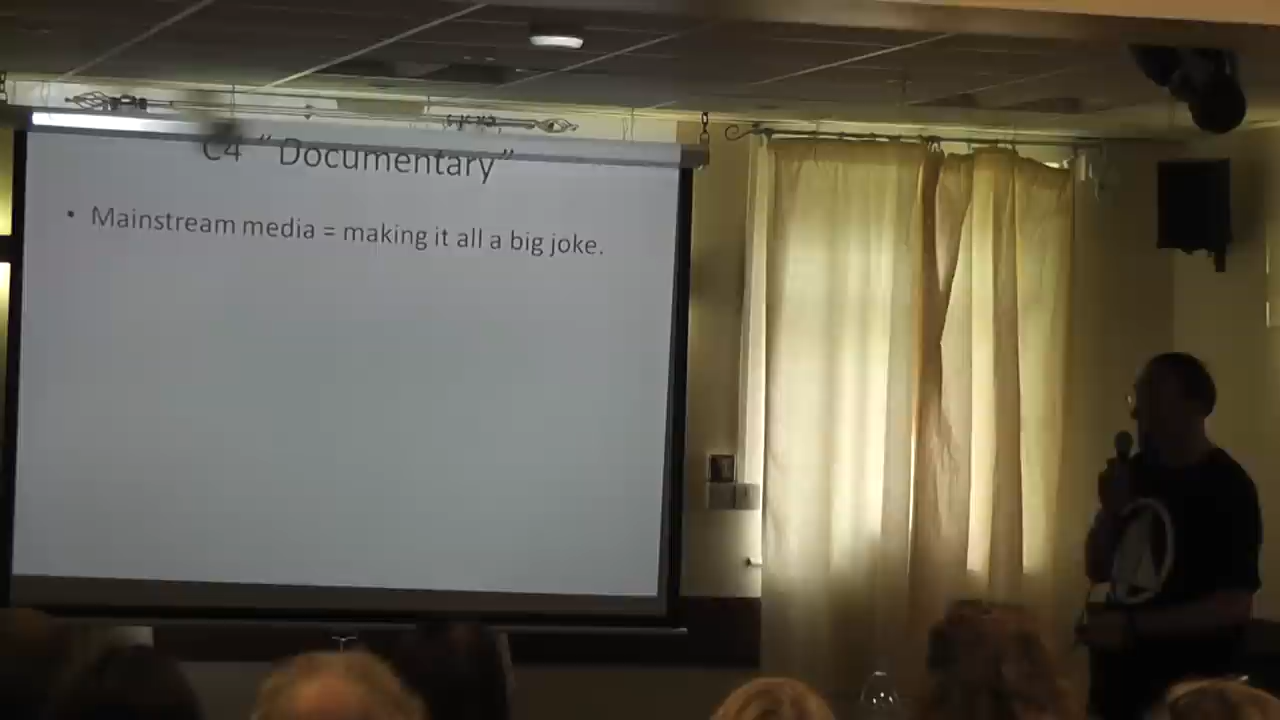 C4 “ Documentary”
• Mainstream media = making it all a big joke.